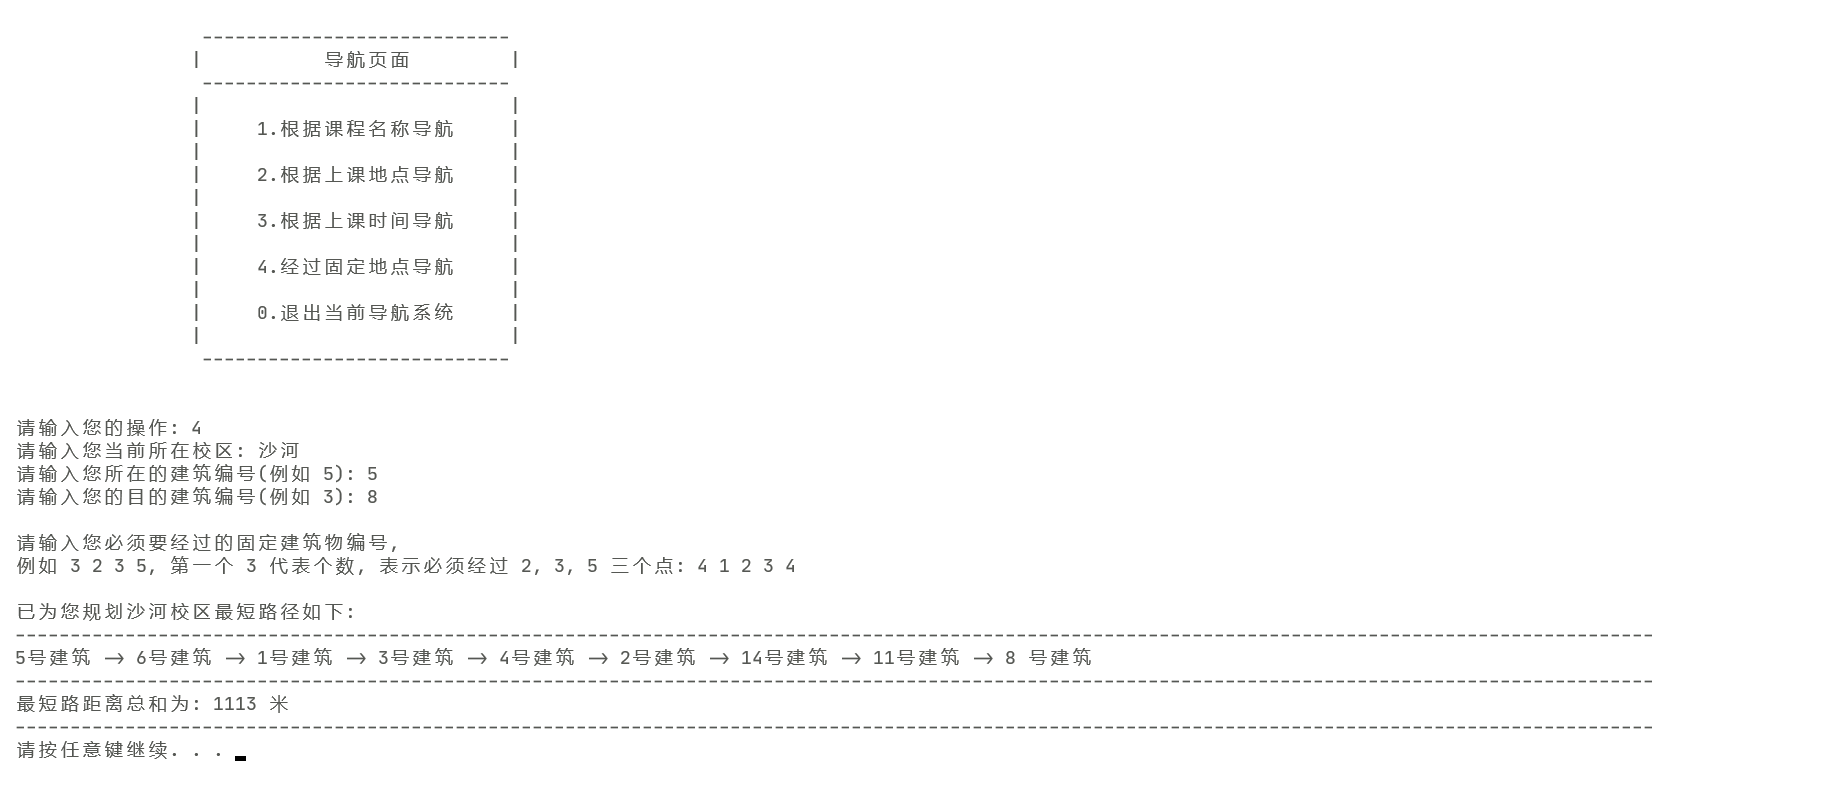 导航页面
1.根据课程名称导航
2.根据上课地点导航
3.根据上课时间导航
4.经过固定地点导航
0.退出当前导航系统
请输入您的操作: 4
请输入您当前所在校区: 沙河
请输入您所在的建筑编号(例如 5): 5
请输入您的目的建筑编号(例如 3): 8
请输入您必须要经过的固定建筑物编号,
例如 3 2 3 5, 第一个 3 代表个数, 表示必须经过 2, 3, 5 三个点: 4 1 2 3 4
已为您规划沙河校区最短路径如下:
5号建筑 —> 6号建筑 —> 1号建筑 —> 3号建筑 —> 4号建筑 —> 2号建筑 —> 14号建筑 —> 11号建筑 —> 8 号建筑
最短路距离总和为: 1113 米
请按任意键继续. . .